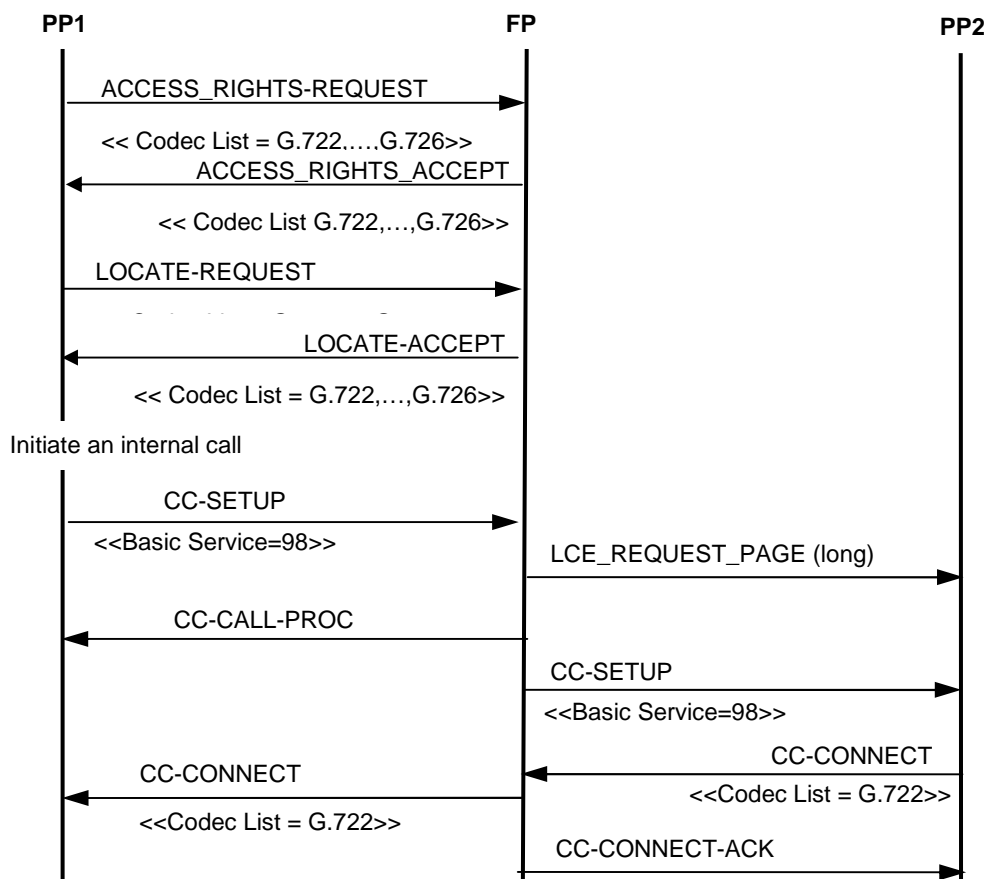 PP1 FP PP2
ACCESS_RIGHTS-REQUEST
<< Codec List = G.722,…,G.726>>
ACCESS_RIGHTS_ACCEPT
<< Codec List G.722,…,G.726>>
LOCATE-REQUEST
LOCATE-ACCEPT
<< Codec List = G.722,…,G.726>>
Initiate an internal call
CC-SETUP
<<Basic Service=98>>
LCE_REQUEST_PAGE (long)
CC-CALL-PROC
CC-SETUP
<<Basic Service=98>>
CC-CONNECT
<<Codec List = G.722>>
CC-CONNECT
<<Codec List = G.722>>
CC-CONNECT-ACK